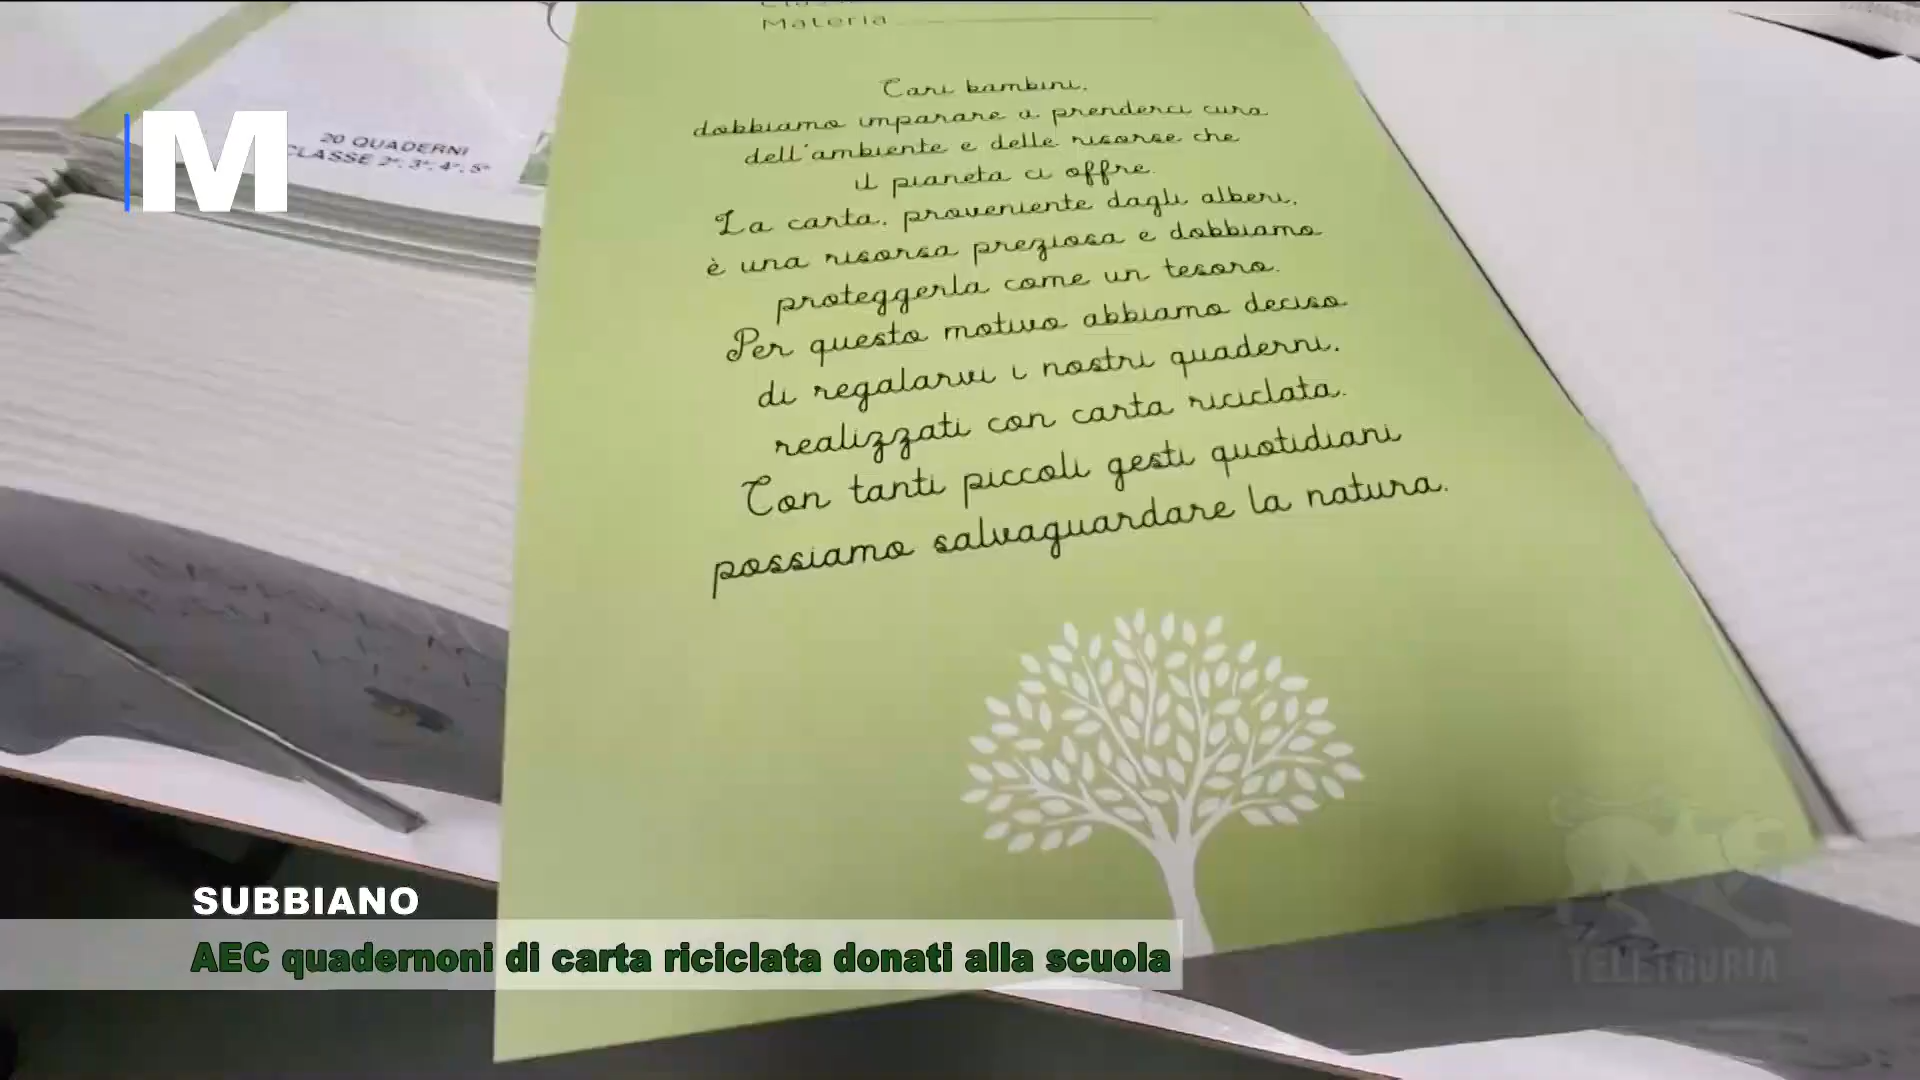 Materia
Cari bambini,
dobbiamo imparare a prenderci cura
dell'ambiente e delle risorse che
il pianeta ci offre.
La carta, proveniente dagli alberi,
è una risorsa preziosa e dobbiamo
proteggerla come un tesoro.
Per questo motivo abbiamo deciso
di regalarvi i nostri quaderni,
realizzati con carta riciclata.
Con tanti piccoli gesti quotidiani
possiamo salvaguardare la natura.
20 QUADERNI
CLASSE 2ª, 3ª, 4ª, 5ª
M
SUBBIANO
AEC quadernoni di carta riciclata donati alla scuola
TELETRURIA